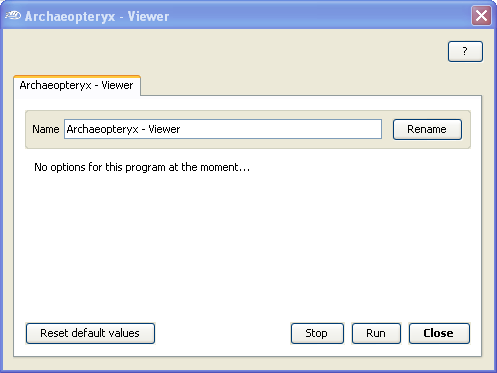 Archaeopteryx - Viewer
?
Archaeopteryx - Viewer
Name Archaeopteryx - Viewer Rename
No options for this program at the moment...
Reset default values Stop Run Close